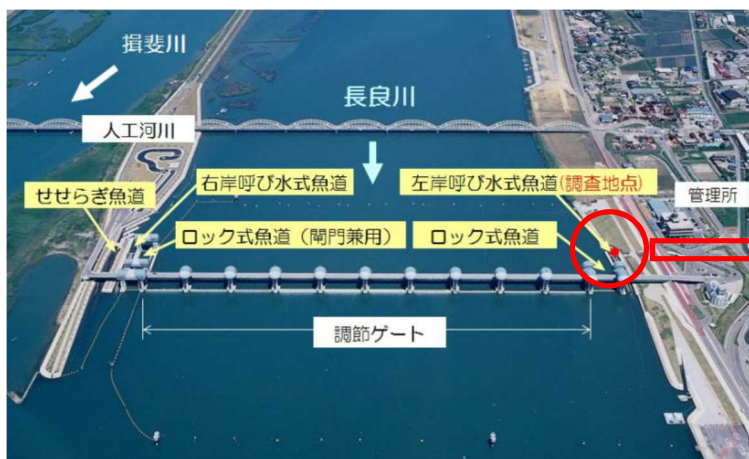 揖斐川
長良川
人工河川
せせらぎ魚道
右岸呼び水式魚道
左岸呼び水式魚道(調査地点)
管理所
ロック式魚道(閘門兼用)
ロック式魚道
調節ゲート